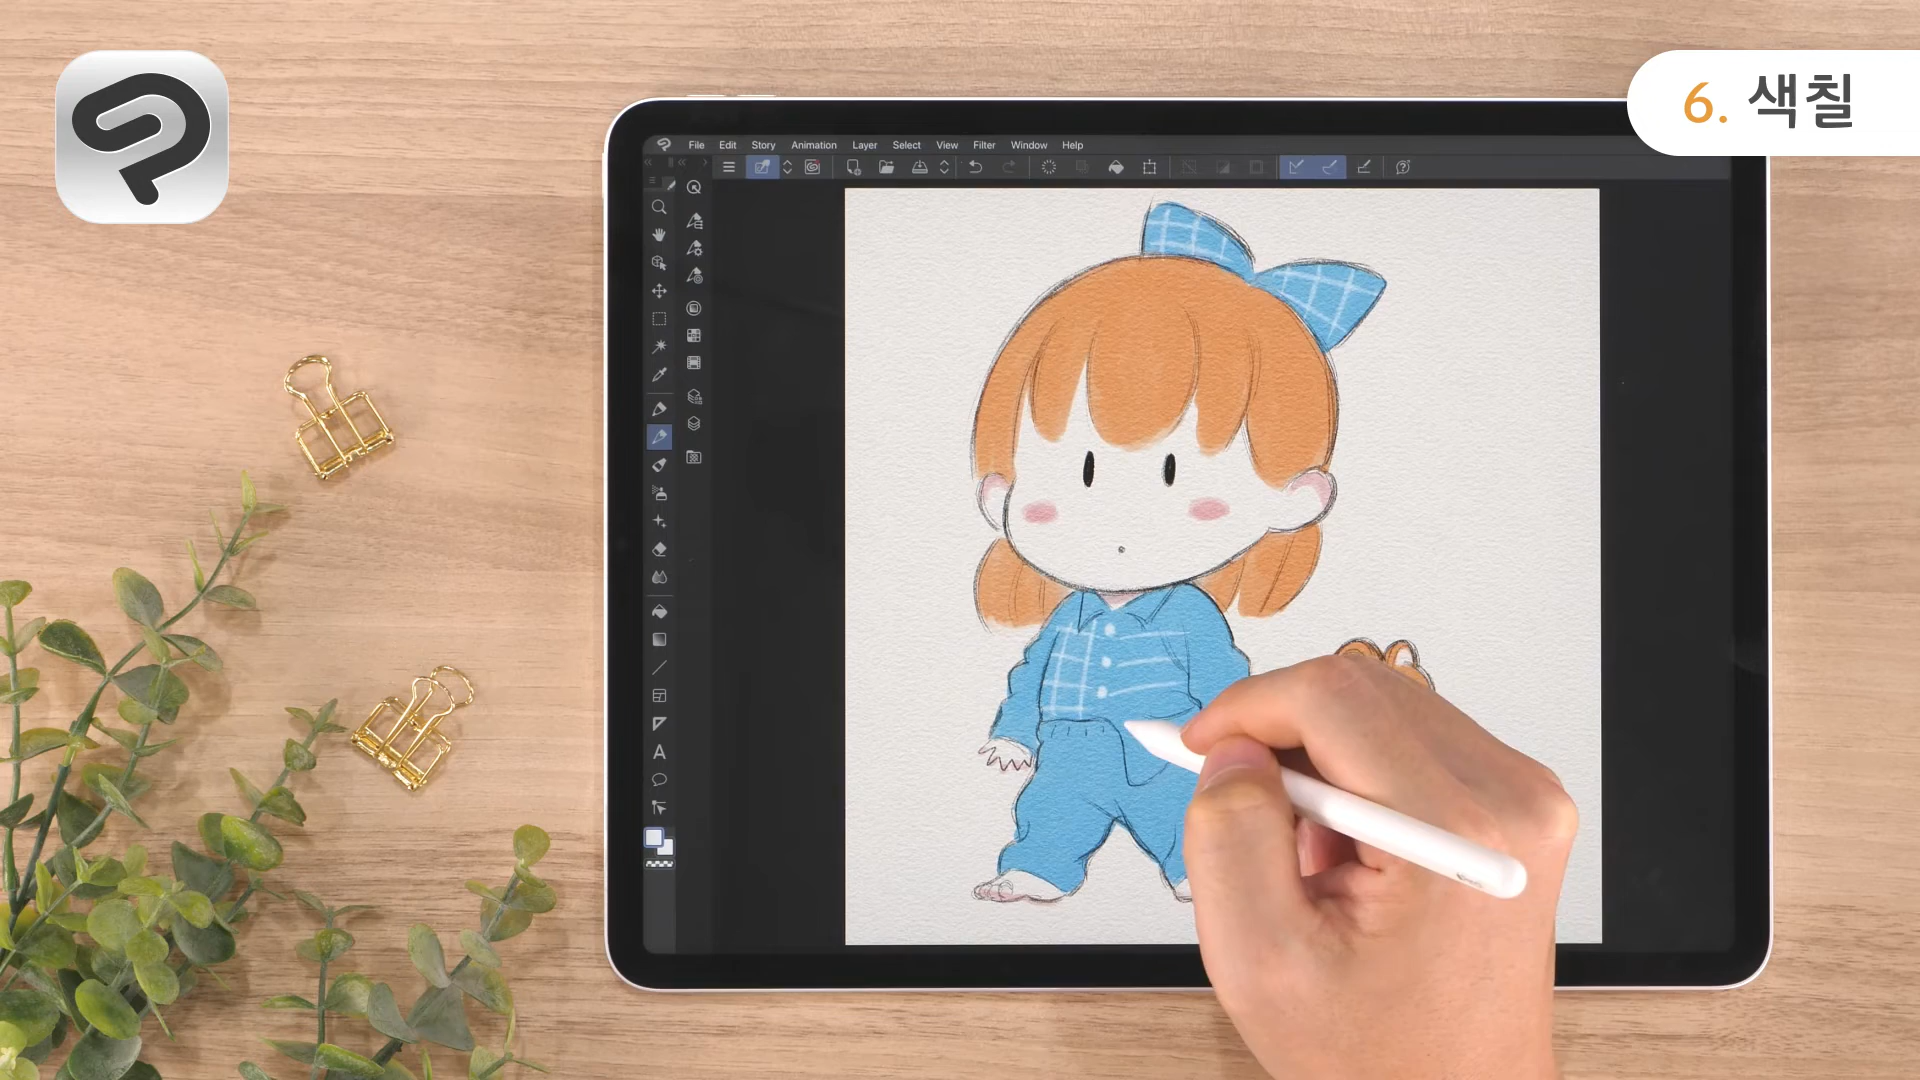 6. 색칠
File Edit Story Animation Layer Select View Filter Window Help
A